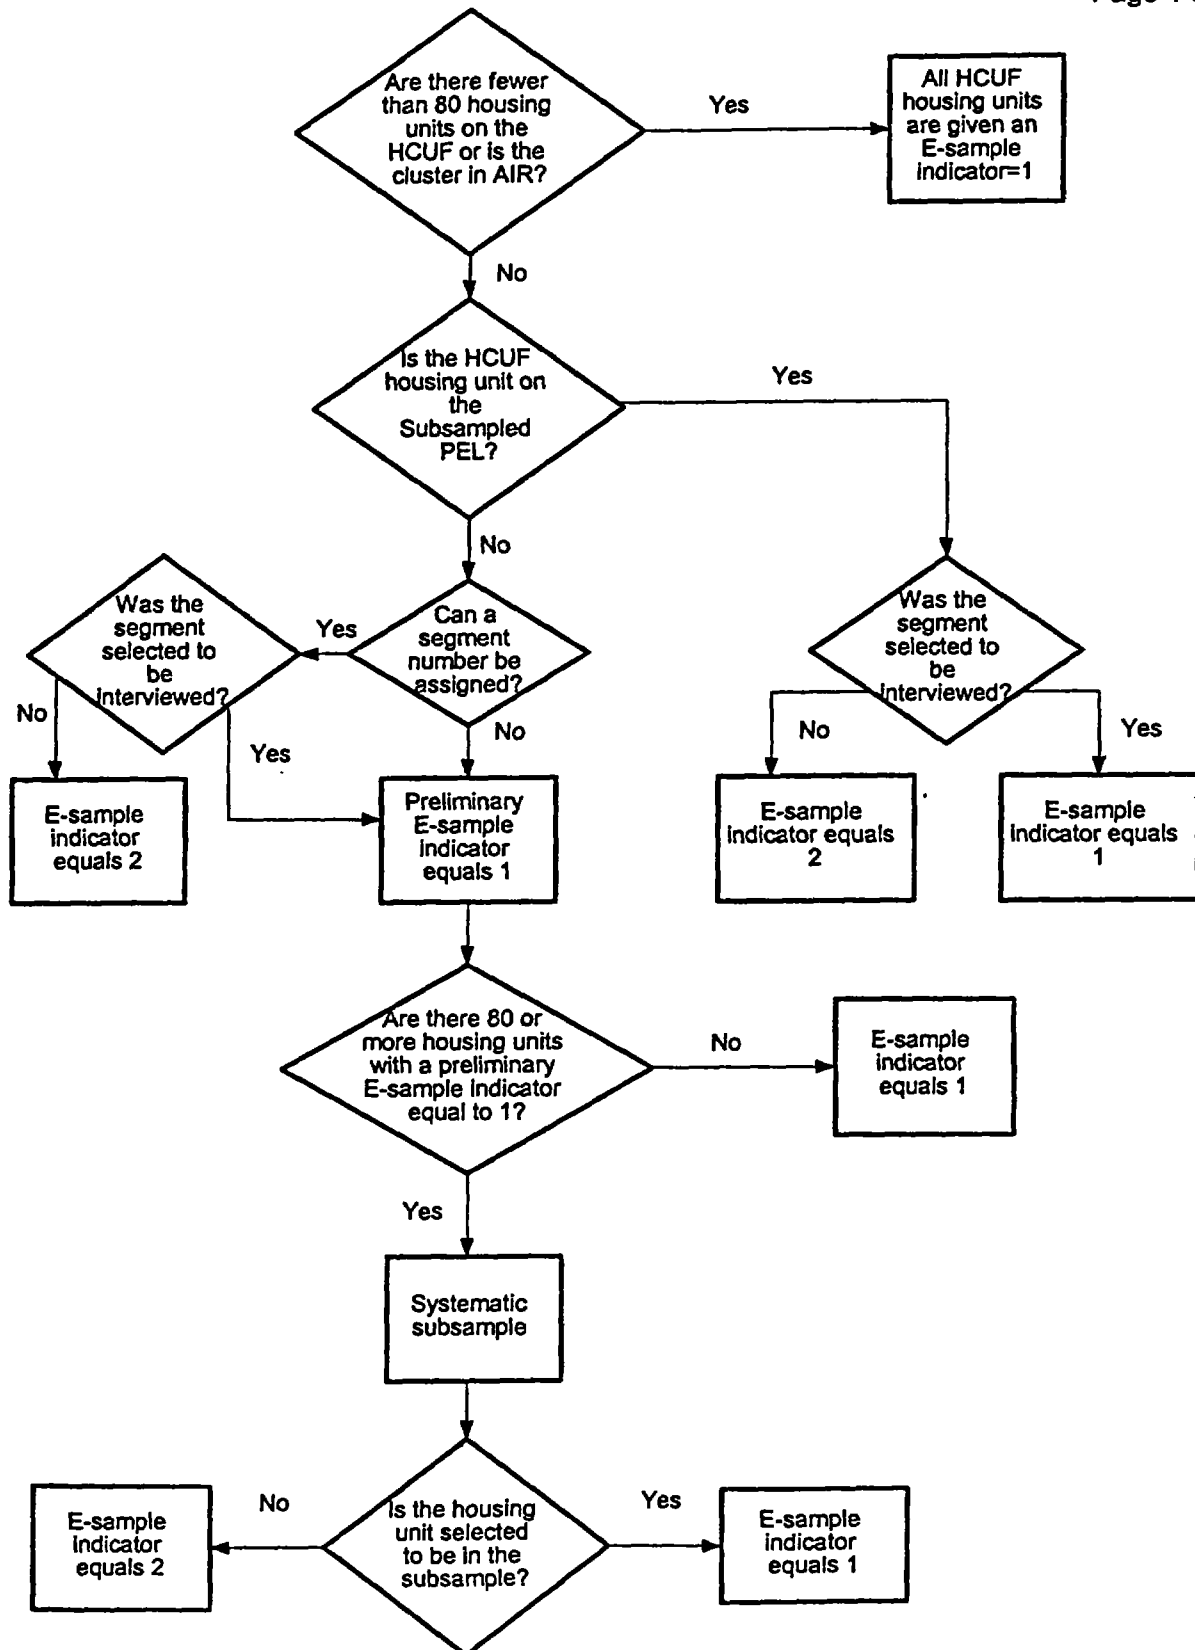 Page 1
Are there fewer
than 80 housing
units on the
HCUF or is the
cluster in AIR?
Yes
All HCUF
housing units
are given an
E-sample
indicator=1
No
Is the HCUF
housing unit on
the
Subsampled
PEL?
Yes
No
Was the
segment
selected to
be
interviewed?
Yes
Can a
segment
number be
assigned?
Was the
segment
selected to
be
interviewed?
No
Yes
No
No
Yes
E-sample
indicator
equals 2
Preliminary
E-sample
indicator
equals 1
E-sample
indicator equals
2
E-sample
indicator equals
1
Are there 80 or
more housing units
with a preliminary
E-sample indicator
equal to 1?
No
E-sample
indicator
equals 1
Yes
Systematic
subsample
Is the housing
unit selected
to be in the
subsample?
No
Yes
E-sample
indicator
equals 2
E-sample
indicator
equals 1